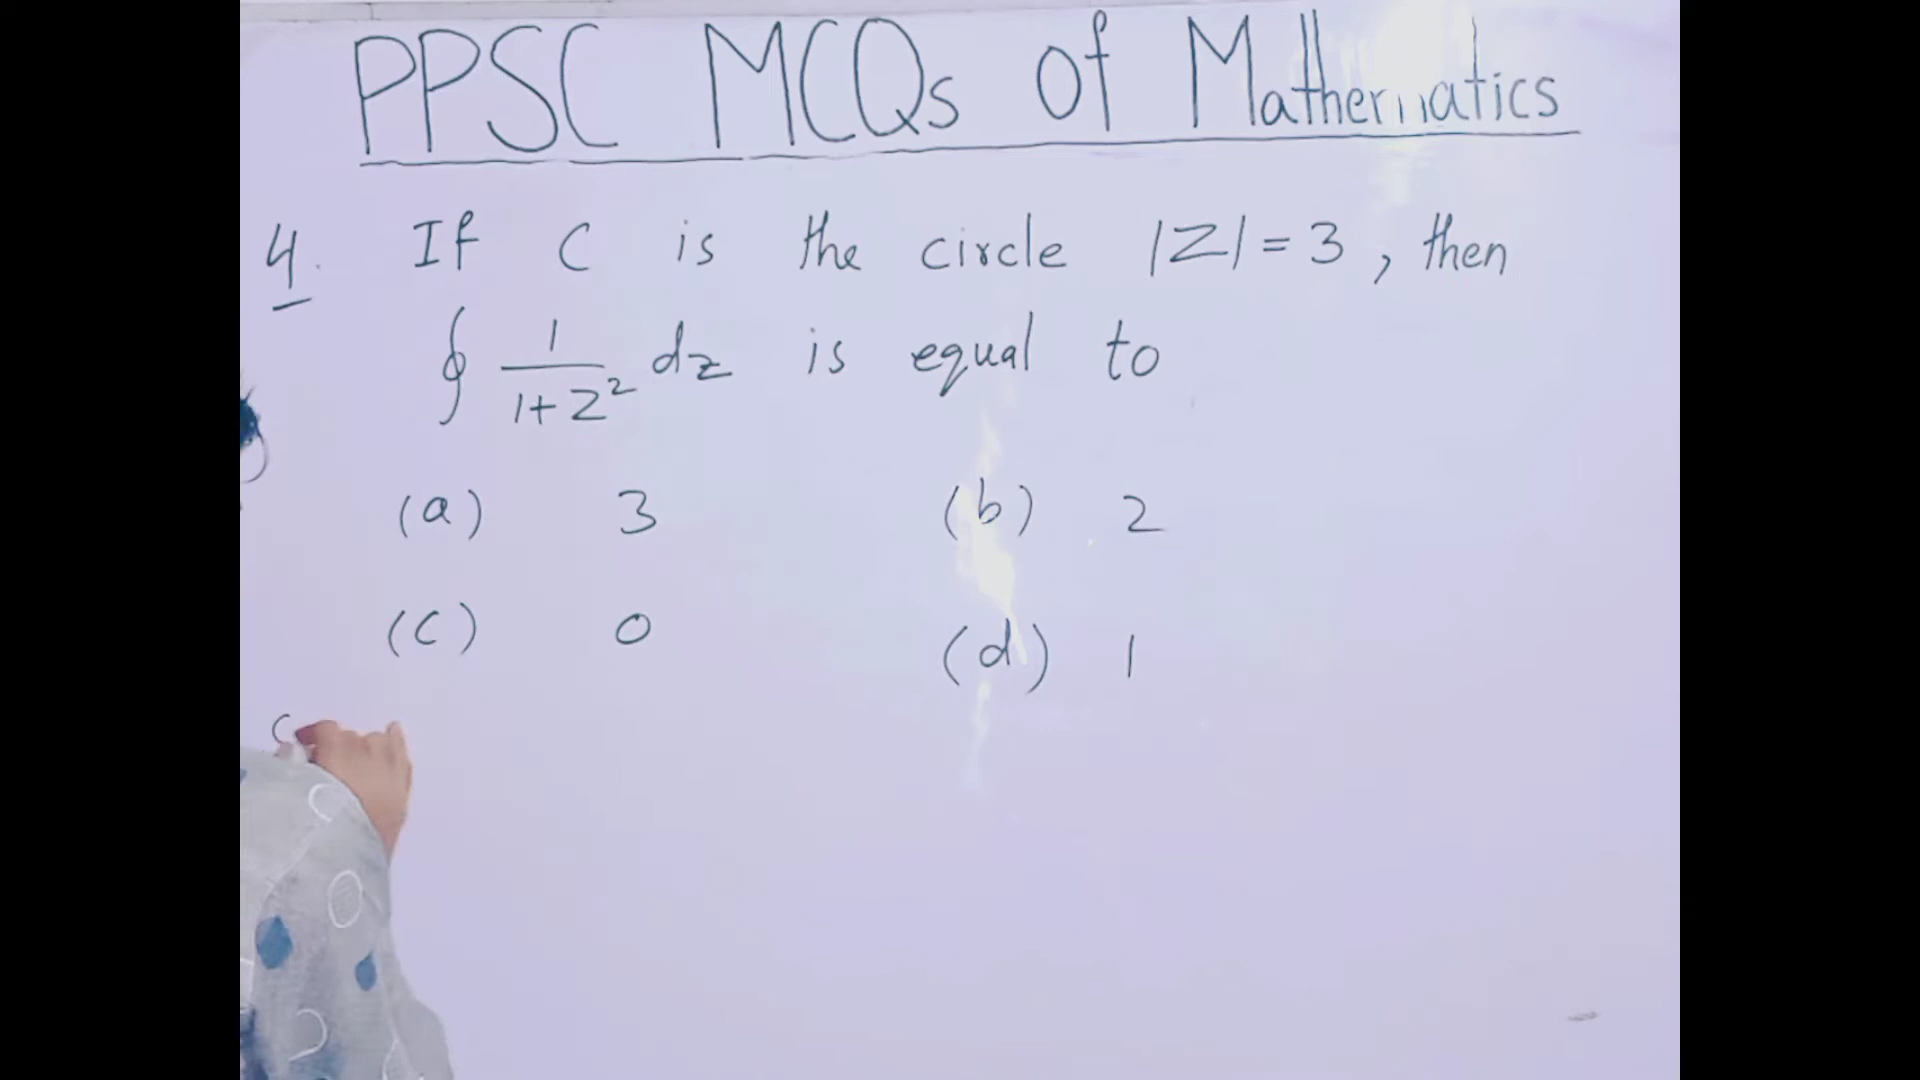 PPSC MCQs of Mathematics
4. If C is the circle |Z| = 3, then
∮ 1/(1+Z²) dz is equal to
(a) 3 (b) 2
(c) 0 (d) 1
C